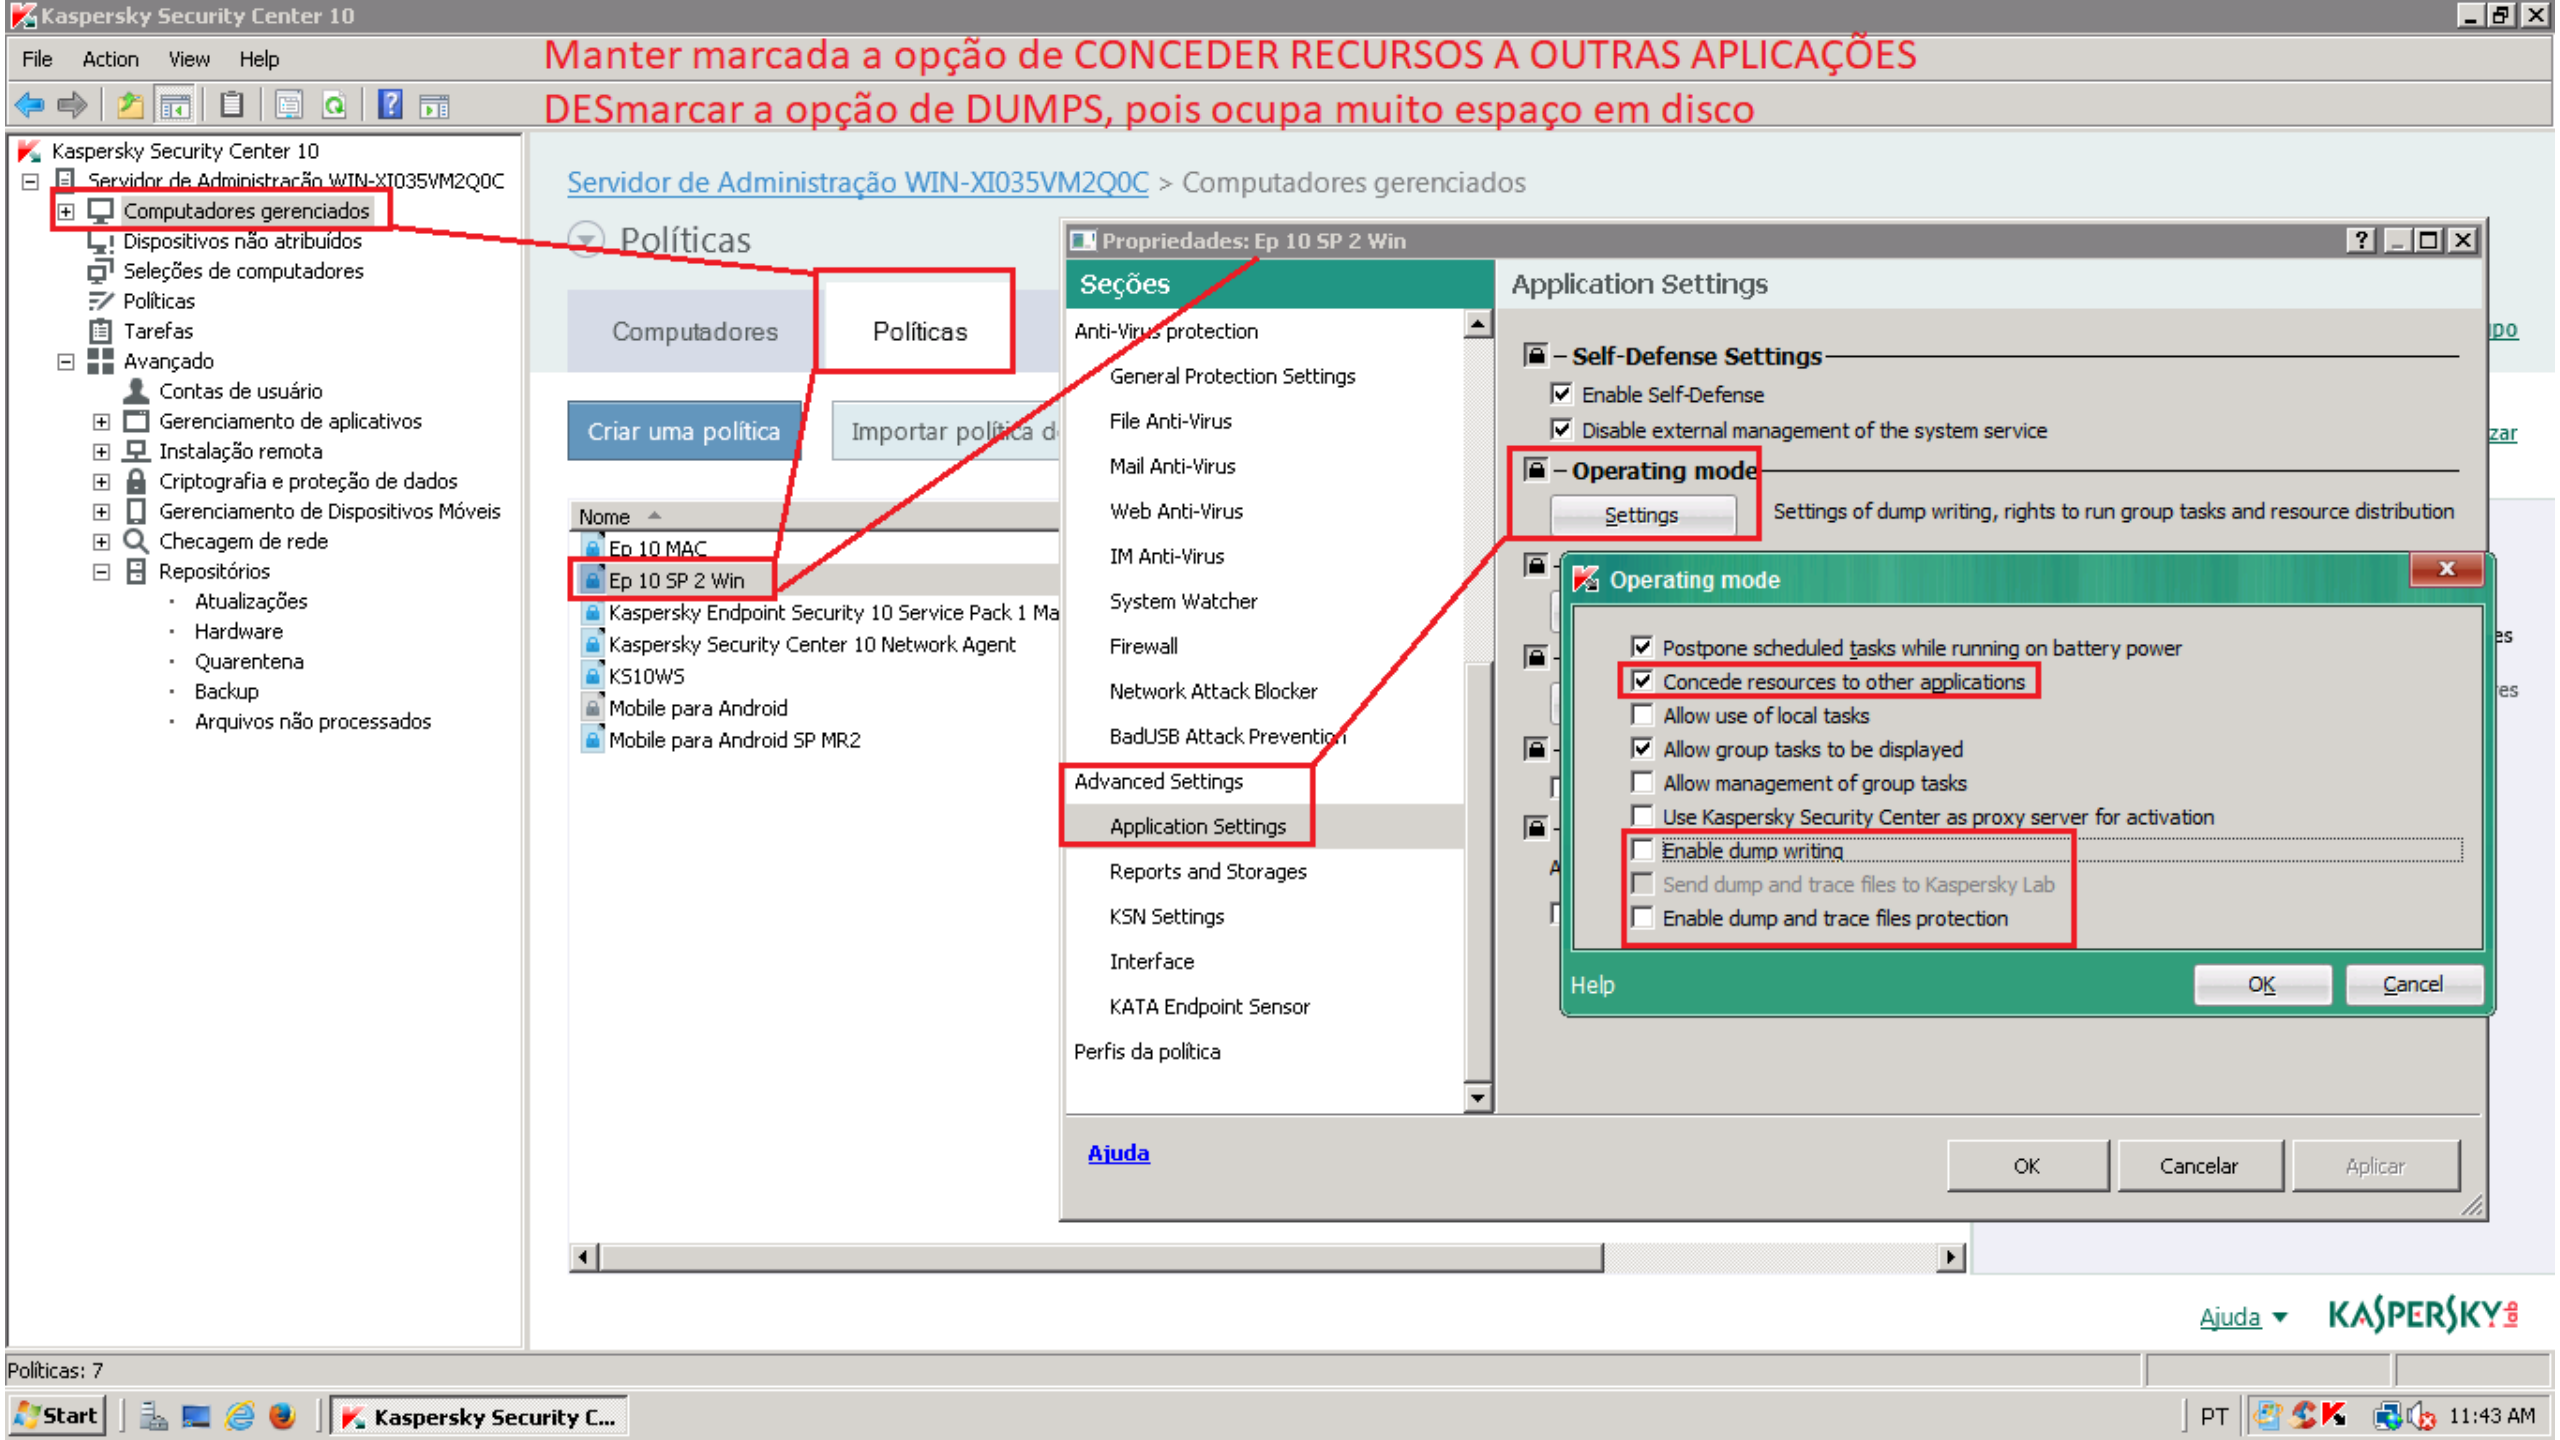 Kaspersky Security Center 10
File Action View Help
Manter marcada a opção de CONCEDER RECURSOS A OUTRAS APLICAÇÕES
DESmarcar a opção de DUMPS, pois ocupa muito espaço em disco
Kaspersky Security Center 10
Servidor de Administração WIN-XI035VM2Q0C
Computadores gerenciados
Dispositivos não atribuídos
Seleções de computadores
Políticas
Tarefas
Avançado
Contas de usuário
Gerenciamento de aplicativos
Instalação remota
Criptografia e proteção de dados
Gerenciamento de Dispositivos Móveis
Checagem de rede
Repositórios
Atualizações
Hardware
Quarentena
Backup
Arquivos não processados
Servidor de Administração WIN-XI035VM2Q0C > Computadores gerenciados
Políticas
Computadores
Políticas
Criar uma política
Importar política d
Nome
Ep 10 MAC
Ep 10 SP 2 Win
Kaspersky Endpoint Security 10 Service Pack 1 Ma
Kaspersky Security Center 10 Network Agent
KS10WS
Mobile para Android
Mobile para Android SP MR2
Propriedades: Ep 10 SP 2 Win
Seções
Anti-Virus protection
General Protection Settings
File Anti-Virus
Mail Anti-Virus
Web Anti-Virus
IM Anti-Virus
System Watcher
Firewall
Network Attack Blocker
BadUSB Attack Prevention
Advanced Settings
Application Settings
Reports and Storages
KSN Settings
Interface
KATA Endpoint Sensor
Perfis da política
Application Settings
Self-Defense Settings
Enable Self-Defense
Disable external management of the system service
Operating mode
Settings
Settings of dump writing, rights to run group tasks and resource distribution
Operating mode
Postpone scheduled tasks while running on battery power
Concede resources to other applications
Allow use of local tasks
Allow group tasks to be displayed
Allow management of group tasks
Use Kaspersky Security Center as proxy server for activation
Enable dump writing
Send dump and trace files to Kaspersky Lab
Enable dump and trace files protection
Help
OK
Cancel
Ajuda
OK
Cancelar
Aplicar
Ajuda
KASPERSKY lab
Políticas: 7
Start
Kaspersky Security C...
PT
11:43 AM